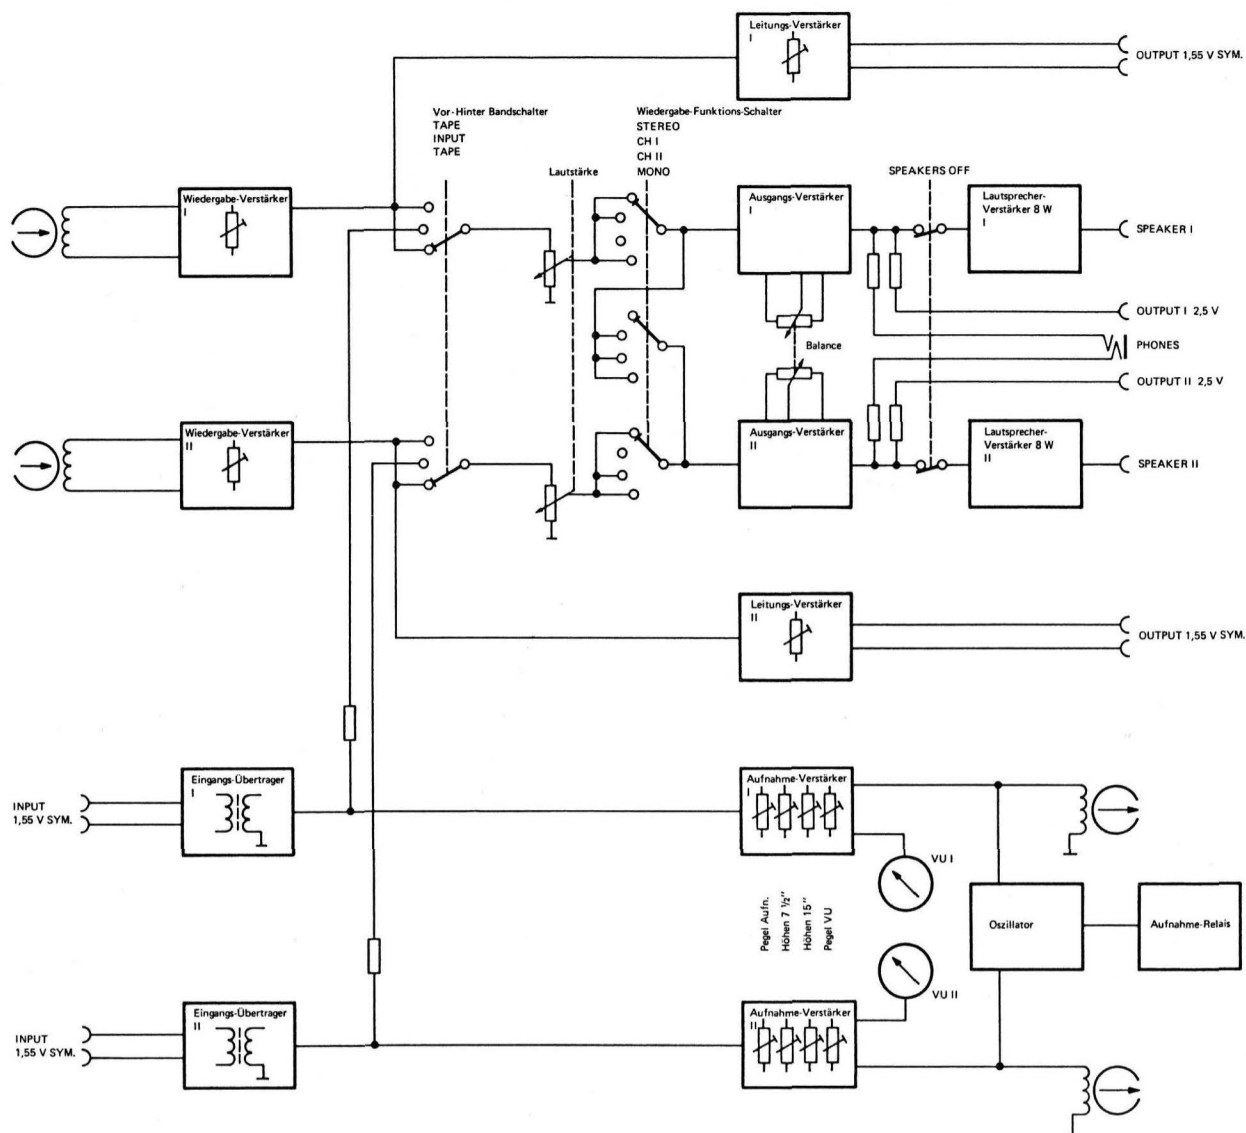 Leitungs-Verstärker
I
OUTPUT 1,55 V SYM.
Vor-Hinter Bandschalter
TAPE
INPUT
TAPE
Wiedergabe-Funktions-Schalter
STEREO
CH I
CH II
MONO
Lautstärke
SPEAKERS OFF
Wiedergabe-Verstärker
I
Ausgangs-Verstärker
I
Lautsprecher-
Verstärker 8 W
I
SPEAKER I
OUTPUT I 2,5 V
Balance
PHONES
OUTPUT II 2,5 V
Wiedergabe-Verstärker
II
Ausgangs-Verstärker
II
Lautsprecher-
Verstärker 8 W
II
SPEAKER II
Leitungs-Verstärker
II
OUTPUT 1,55 V SYM.
Eingangs-Übertrager
I
INPUT
1,55 V SYM.
Aufnahme-Verstärker
I
VU I
Pegel Aufn.
Höhen 7 ½"
Höhen 15"
Pegel VU
Oszillator
Aufnahme-Relais
VU II
Eingangs-Übertrager
II
INPUT
1,55 V SYM.
Aufnahme-Verstärker
II